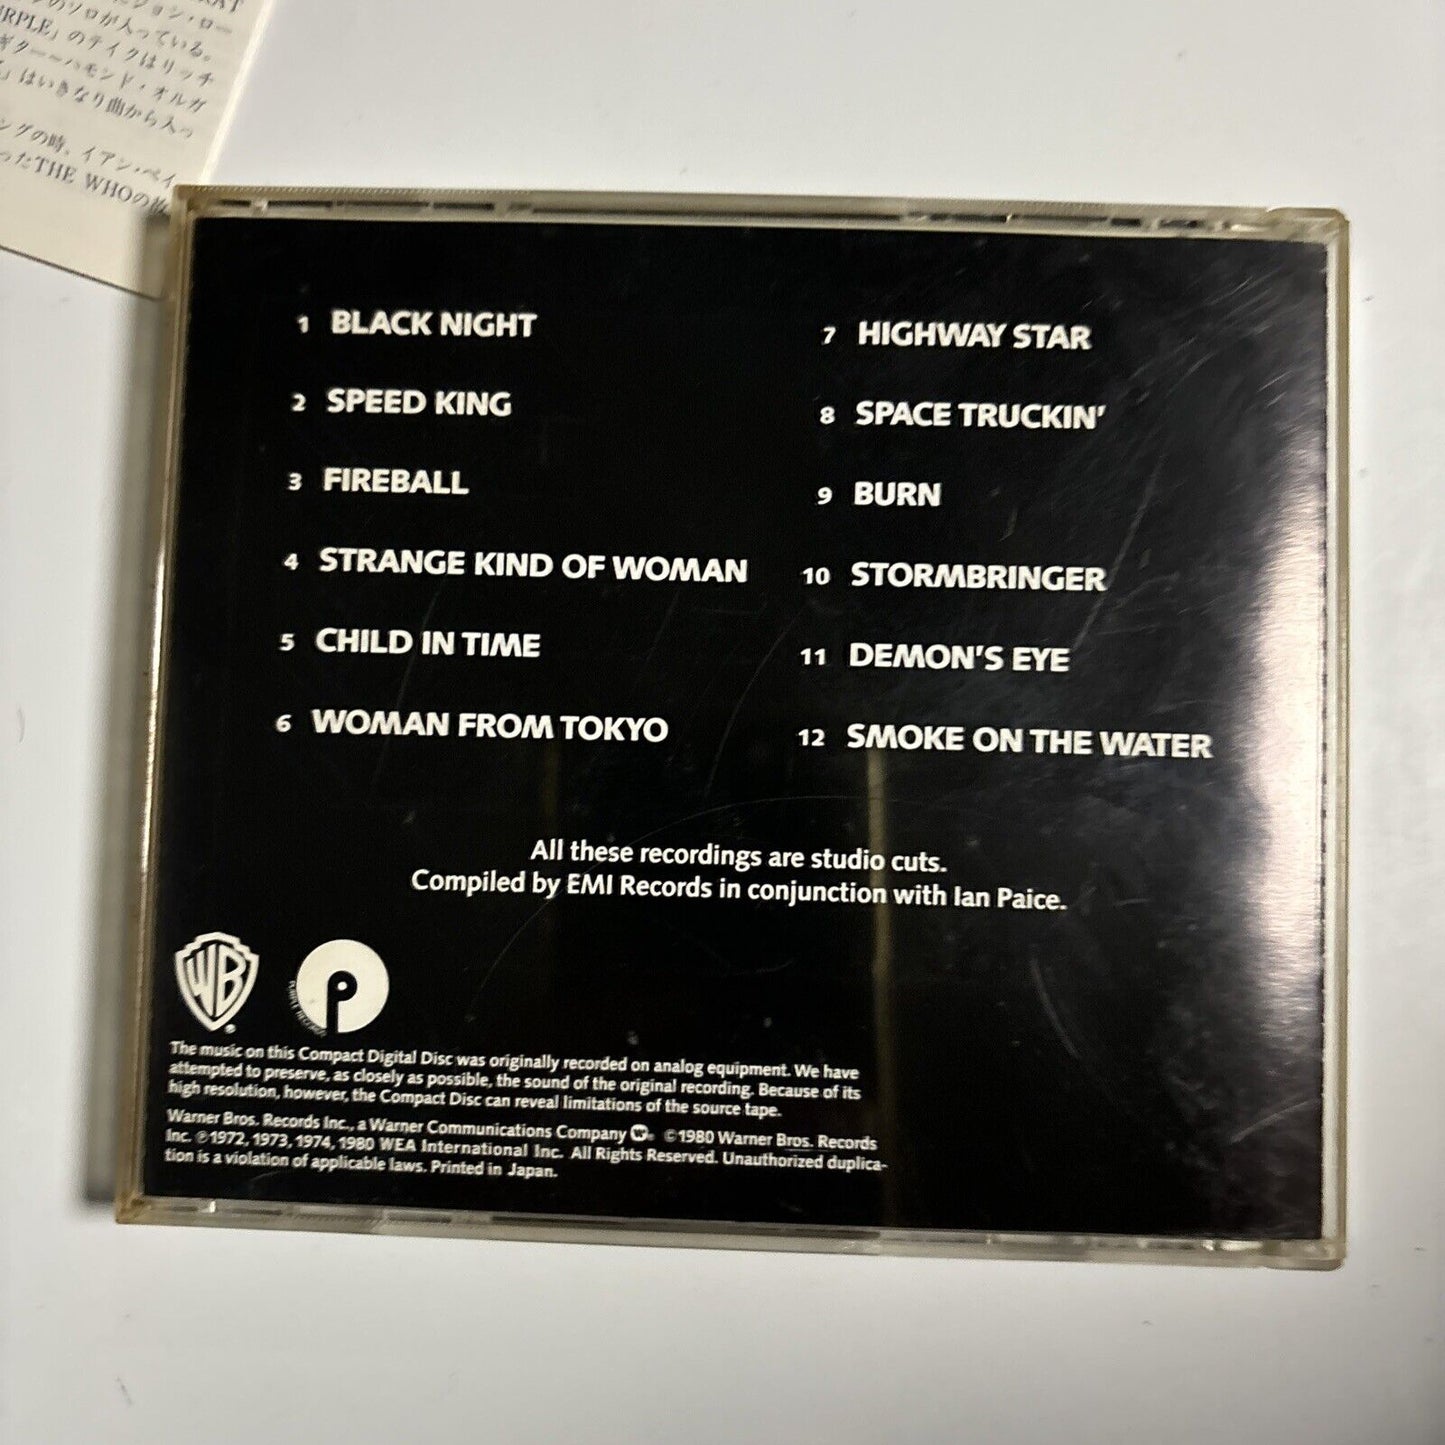 のソロが入っている。
のテイクはリッチ
ギター〜ハモンド・オルガ
はいきなり曲から入っ
ングの時、イアン・ペイ
ったTHE WHOの
1 BLACK NIGHT
2 SPEED KING
3 FIREBALL
4 STRANGE KIND OF WOMAN
5 CHILD IN TIME
6 WOMAN FROM TOKYO
7 HIGHWAY STAR
8 SPACE TRUCKIN'
9 BURN
10 STORMBRINGER
11 DEMON'S EYE
12 SMOKE ON THE WATER
All these recordings are studio cuts.
Compiled by EMI Records in conjunction with Ian Paice.
WB
PURPLE RECORDS
The music on this Compact Digital Disc was originally recorded on analog equipment. We have
attempted to preserve, as closely as possible, the sound of the original recording. Because of its
high resolution, however, the Compact Disc can reveal limitations of the source tape.
Warner Bros. Records Inc., a Warner Communications Company. ©1980 Warner Bros. Records
Inc. ℗1972, 1973, 1974, 1980 WEA International Inc. All Rights Reserved. Unauthorized duplica-
tion is a violation of applicable laws. Printed in Japan.